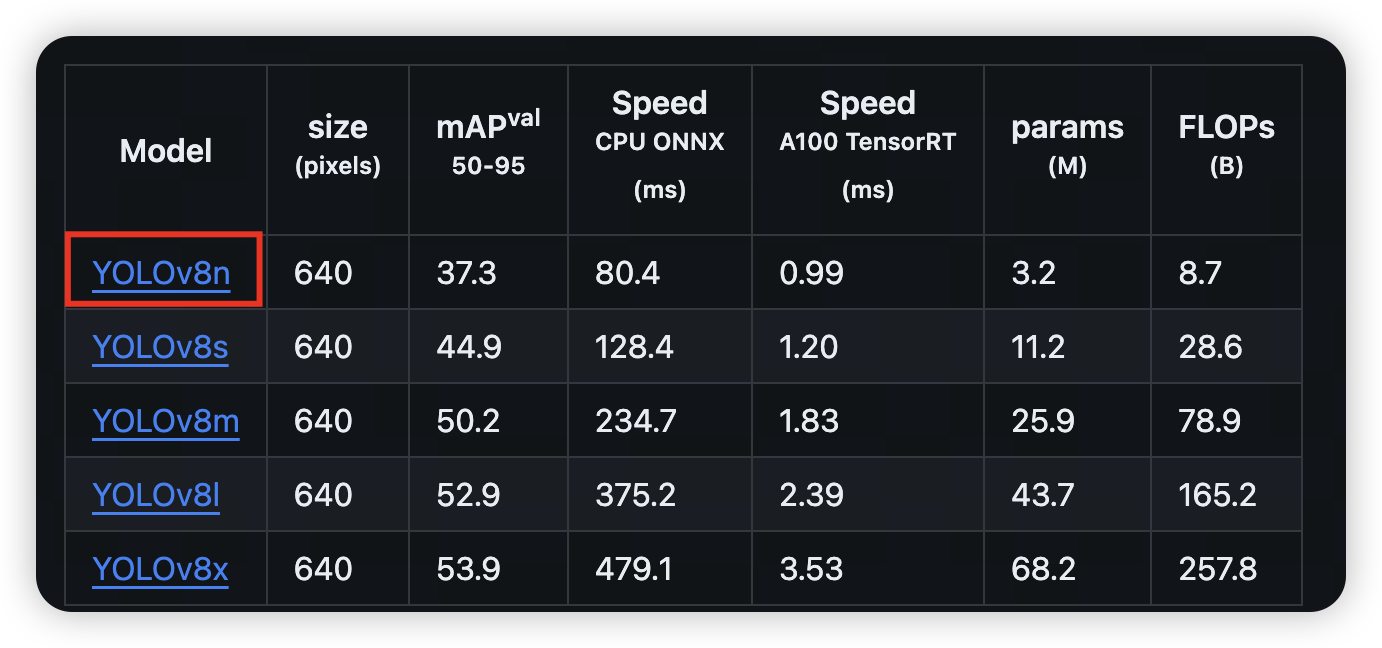 Model size (pixels) mAPval 50-95 Speed CPU ONNX (ms) Speed A100 TensorRT (ms) params (M) FLOPs (B)
YOLOv8n 640 37.3 80.4 0.99 3.2 8.7
YOLOv8s 640 44.9 128.4 1.20 11.2 28.6
YOLOv8m 640 50.2 234.7 1.83 25.9 78.9
YOLOv8l 640 52.9 375.2 2.39 43.7 165.2
YOLOv8x 640 53.9 479.1 3.53 68.2 257.8